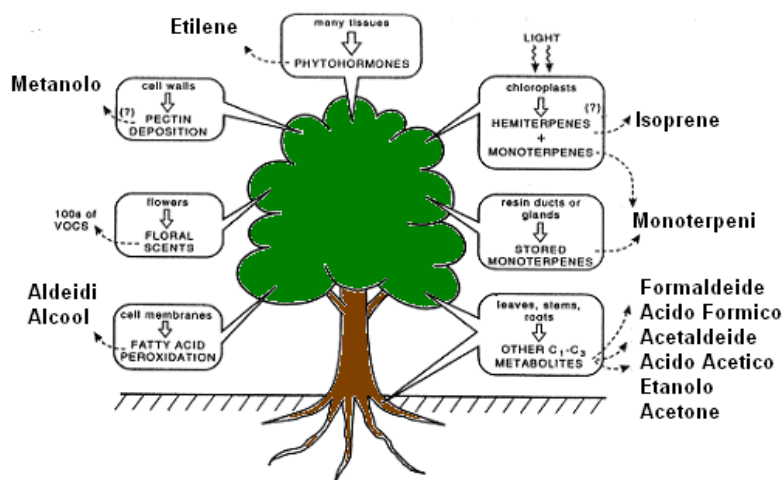 Etilene
many tissues
PHYTOHORMONES
LIGHT
Metanolo
(?)
cell walls
PECTIN
DEPOSITION
chloroplasts
(?)
HEMITERPENES
+
MONOTERPENES
Isoprene
100s of
VOCS
flowers
FLORAL
SCENTS
resin ducts or
glands
STORED
MONOTERPENES
Monoterpeni
Aldeidi
Alcool
cell membranes
FATTY ACID
PEROXIDATION
leaves, stems,
roots
OTHER C₁-C₃
METABOLITES
Formaldeide
Acido Formico
Acetaldeide
Acido Acetico
Etanolo
Acetone